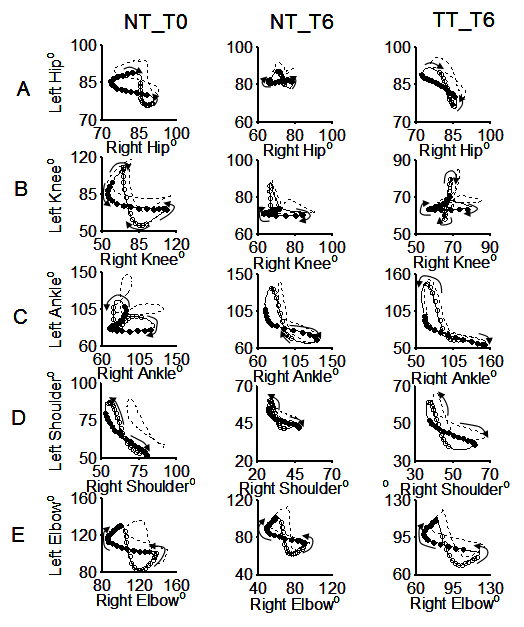 NT_T0 NT_T6 TT_T6
A
Left Hip°
100
85
70
70 85 100
Right Hip°
100
80
60
60 80 100
Right Hip°
100
85
70
70 85 100
Right Hip°
B
Left Knee°
120
85
50
50 85 120
Right Knee°
100
80
60
60 80 100
Right Knee°
90
70
50
50 70 90
Right Knee°
C
Left Ankle°
150
105
60
60 105 150
Right Ankle°
150
105
60
60 105 150
Right Ankle°
160
105
50
50 105 160
Right Ankle°
D
Left Shoulder°
100
75
50
50 75 100
Right Shoulder°
70
45
20
20 45 70
Right Shoulder°
70
50
30
30 50 70
° Right Shoulder°
E
Left Elbow°
160
120
80
80 120 160
Right Elbow°
120
80
40
40 80 120
Right Elbow°
130
95
60
60 95 130
Right Elbow°